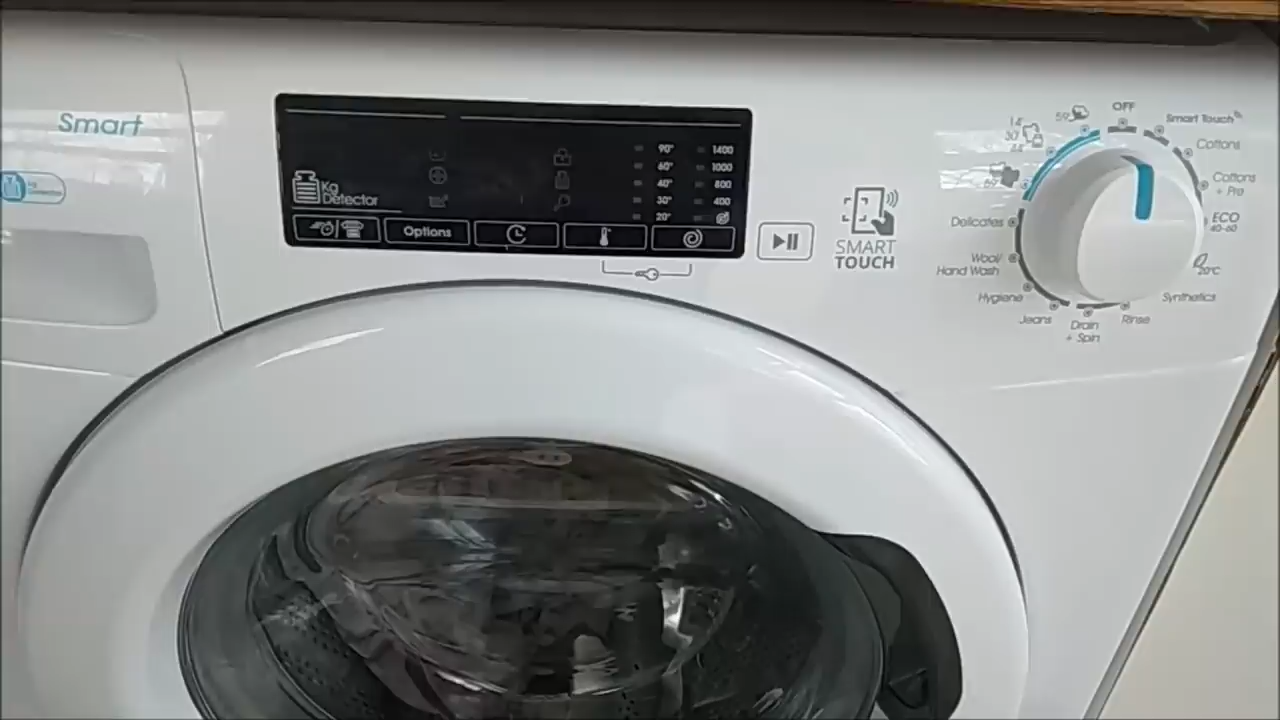 Smart
Kg
Detector
Options
90°
60°
40°
30°
20°
1400
1000
800
400
SMART
TOUCH
OFF
Smart Touch
Cottons
Cottons
+ Pre
ECO
40-60
20°C
Synthetics
Rinse
Drain
+ Spin
Jeans
Hygiene
Wool/
Hand Wash
Delicates
59'
14'
30'
44'
59'